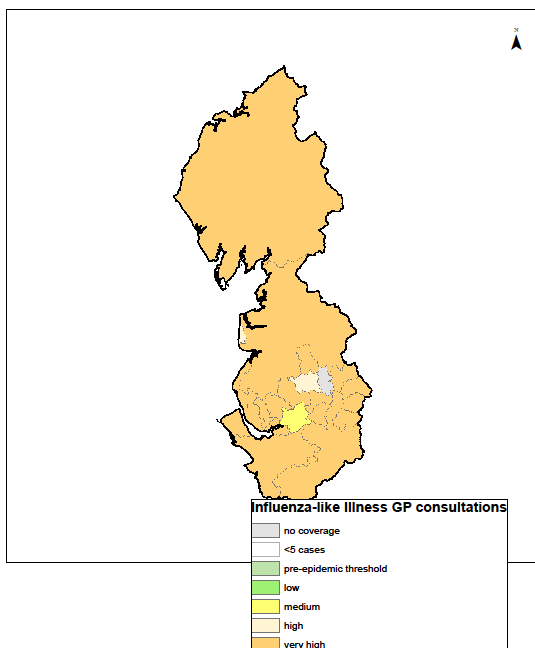 N
Influenza-like Illness GP consultations
no coverage
<5 cases
pre-epidemic threshold
low
medium
high
very high